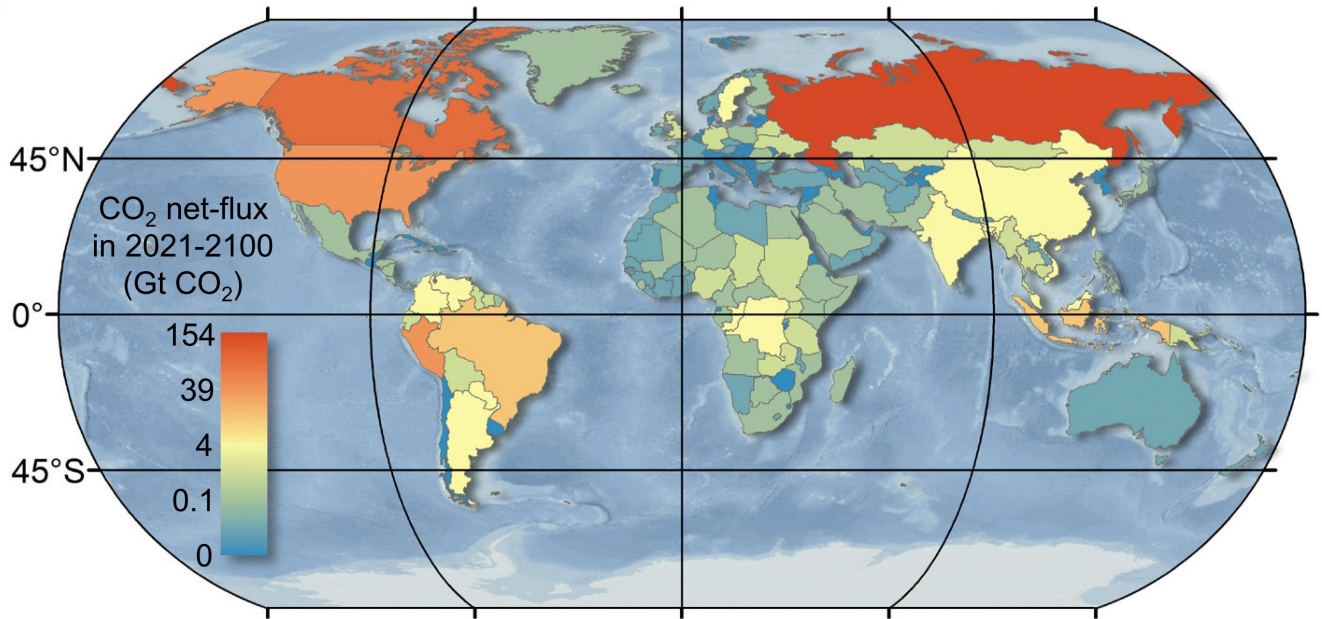 45°N
CO₂ net-flux
in 2021-2100
(Gt CO₂)
0°
154
39
4
45°S
0.1
0